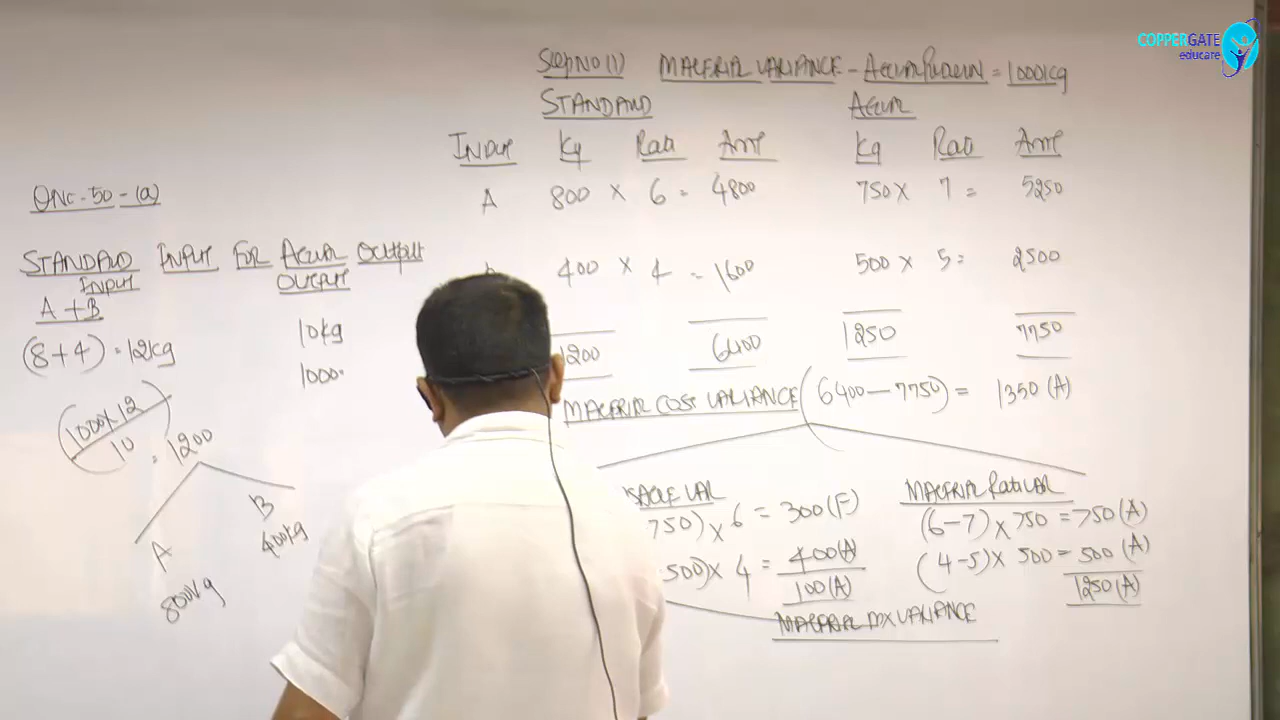 COPPERGATE
educare
Step No (1) MATERIAL VARIANCE - ACTUAL PRODUCTION = 1000 Kg
STANDARD ACTUAL
INPUT Kg Rate Amt Kg Rate Amt
A 800 × 6 = 4800 750 × 7 = 5250
400 × 4 = 1600 500 × 5 = 2500
1200 6400 1250 7750
MATERIAL COST VARIANCE (6400 - 7750) = 1350 (A)
USAGE VAR MATERIAL RATE VAR
750) × 6 = 300 (F) (6-7) × 750 = 750 (A)
500) × 4 = 400 (A) (4-5) × 500 = 500 (A)
100 (A) 1250 (A)
MATERIAL MIX VARIANCE
QNo - 50 - (a)
STANDARD INPUT FOR ACTUAL OUTPUT
INPUT OUTPUT
A + B
(8+4) = 12 kg 10 kg
1000
(1000 × 12
10) = 1200
A B
800 kg 400 kg